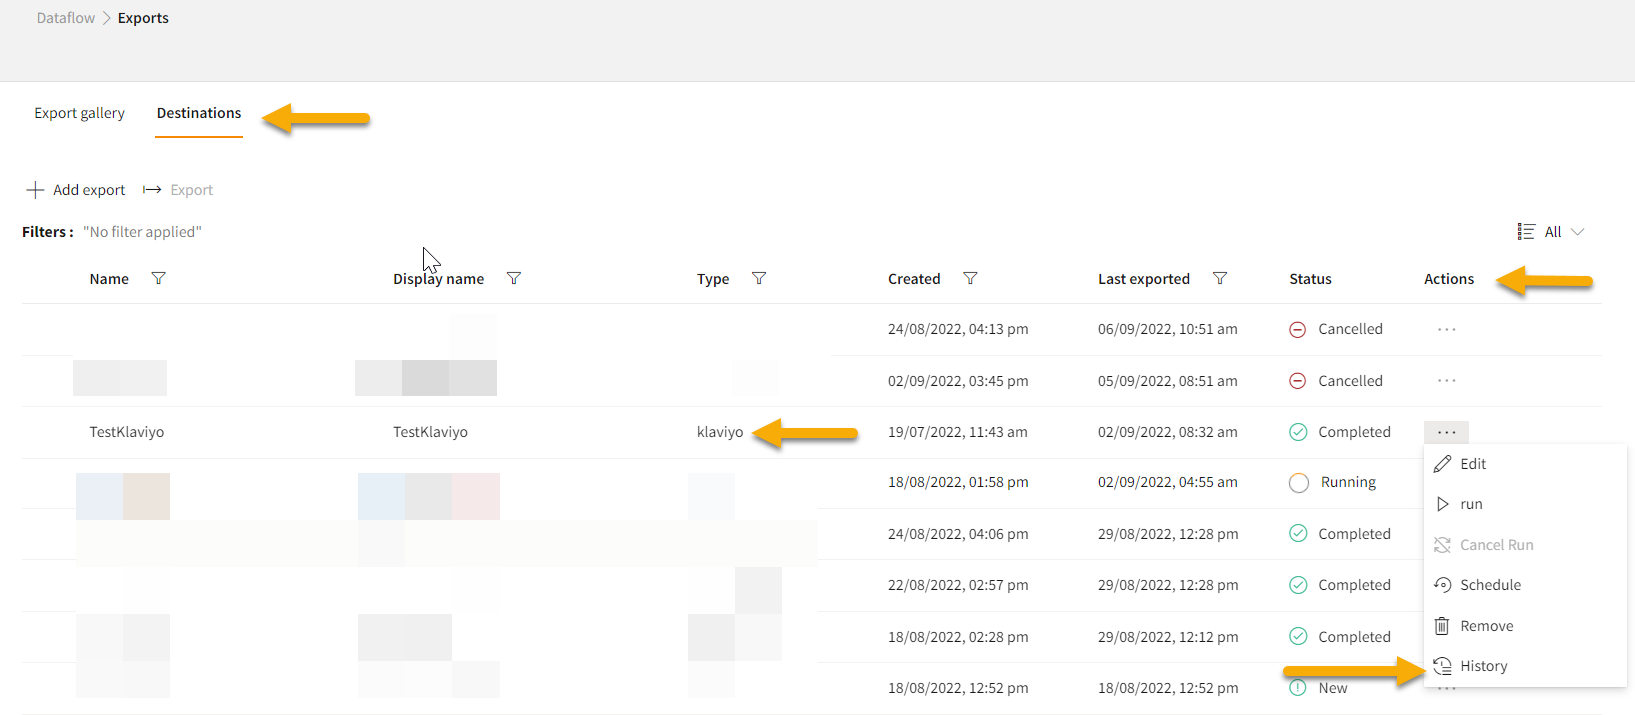 Dataflow > Exports
Export gallery Destinations
Add export Export
Filters : "No filter applied" All
Name Display name Type Created Last exported Status Actions
24/08/2022, 04:13 pm 06/09/2022, 10:51 am Cancelled ...
02/09/2022, 03:45 pm 05/09/2022, 08:51 am Cancelled ...
TestKlaviyo TestKlaviyo klaviyo 19/07/2022, 11:43 am 02/09/2022, 08:32 am Completed ...
Edit
18/08/2022, 01:58 pm 02/09/2022, 04:55 am Running
run
24/08/2022, 04:06 pm 29/08/2022, 12:28 pm Completed
Cancel Run
22/08/2022, 02:57 pm 29/08/2022, 12:28 pm Completed
Schedule
18/08/2022, 02:28 pm 29/08/2022, 12:12 pm Completed
Remove
History
18/08/2022, 12:52 pm 18/08/2022, 12:52 pm New ...